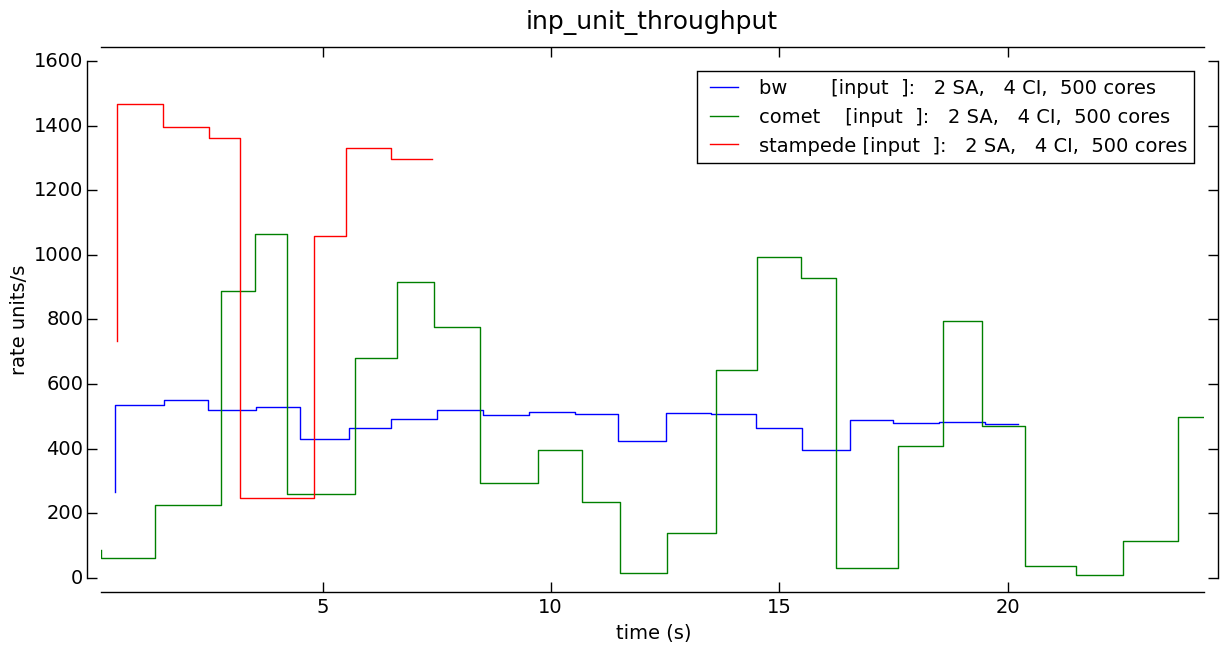 inp_unit_throughput
1600
1400
1200
1000
800
600
400
200
0
rate units/s
bw [input ]: 2 SA, 4 CI, 500 cores
comet [input ]: 2 SA, 4 CI, 500 cores
stampede [input ]: 2 SA, 4 CI, 500 cores
5 10 15 20
time (s)